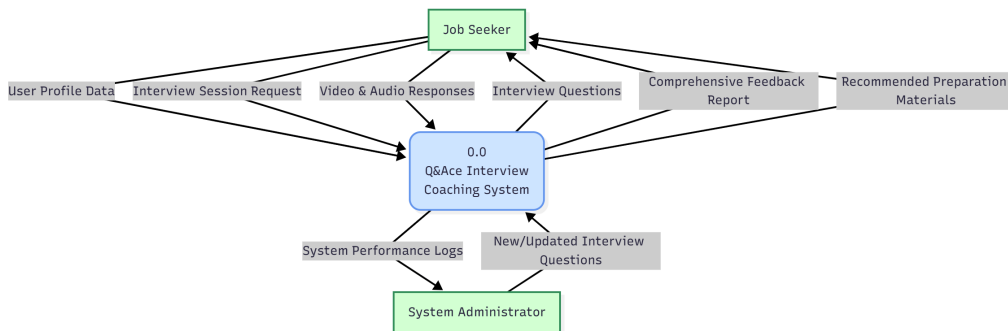 Job Seeker
User Profile Data
Interview Session Request
Video & Audio Responses
Interview Questions
Comprehensive Feedback
Report
Recommended Preparation
Materials
0.0
Q&Ace Interview
Coaching System
System Performance Logs
New/Updated Interview
Questions
System Administrator